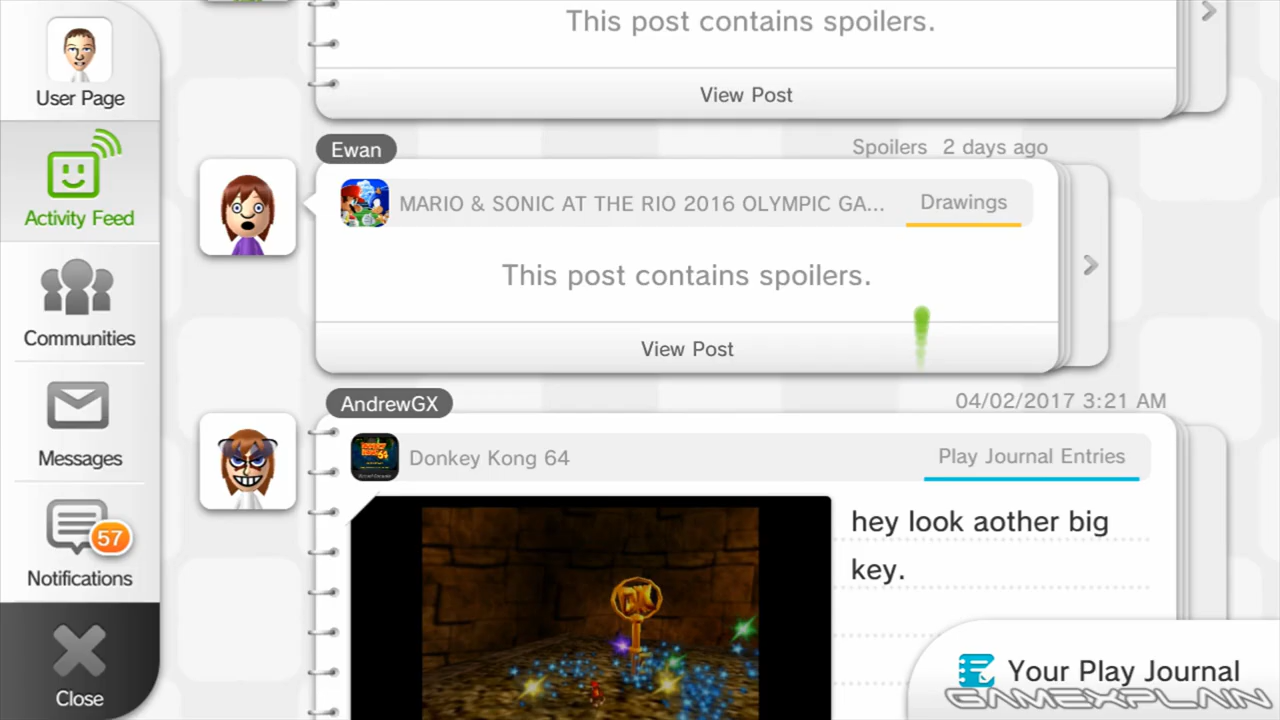 This post contains spoilers.
View Post
User Page
Activity Feed
Communities
Messages
57
Notifications
Close
Ewan
Spoilers 2 days ago
MARIO & SONIC AT THE RIO 2016 OLYMPIC GA...
Drawings
This post contains spoilers.
View Post
AndrewGX
04/02/2017 3:21 AM
Donkey Kong 64
Play Journal Entries
hey look aother big
key.
DK
Your Play Journal
GAMEXPLAIN